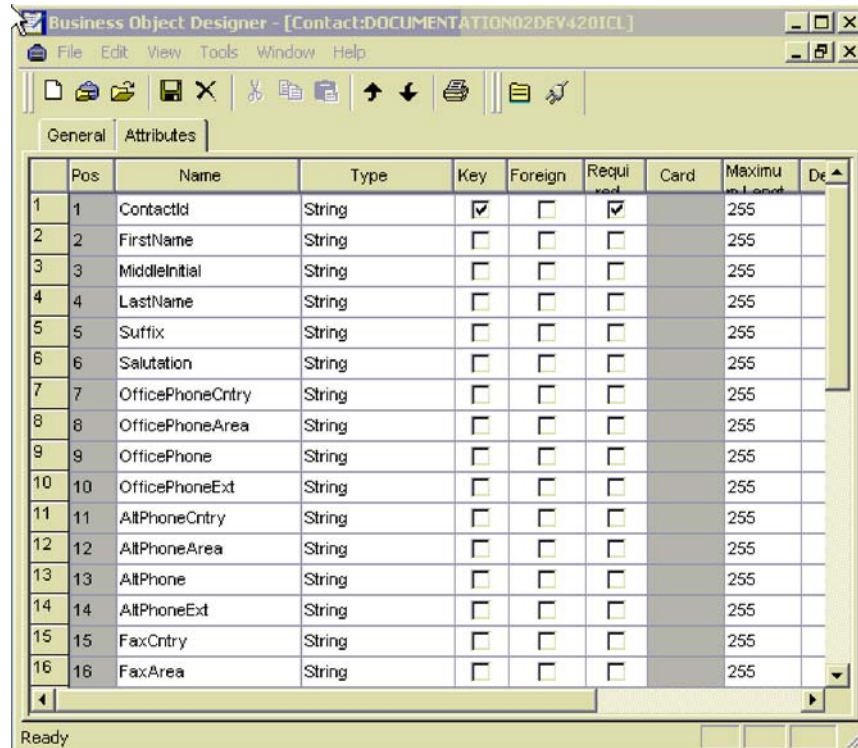 Business Object Designer - [Contact:DOCUMENTATION02DEV420ICL]
File Edit View Tools Window Help
General Attributes
Pos Name Type Key Foreign Requi Card Maximu De
1 1 ContactId String 255
2 2 FirstName String 255
3 3 MiddleInitial String 255
4 4 LastName String 255
5 5 Suffix String 255
6 6 Salutation String 255
7 7 OfficePhoneCntry String 255
8 8 OfficePhoneArea String 255
9 9 OfficePhone String 255
10 10 OfficePhoneExt String 255
11 11 AltPhoneCntry String 255
12 12 AltPhoneArea String 255
13 13 AltPhone String 255
14 14 AltPhoneExt String 255
15 15 FaxCntry String 255
16 16 FaxArea String 255
Ready